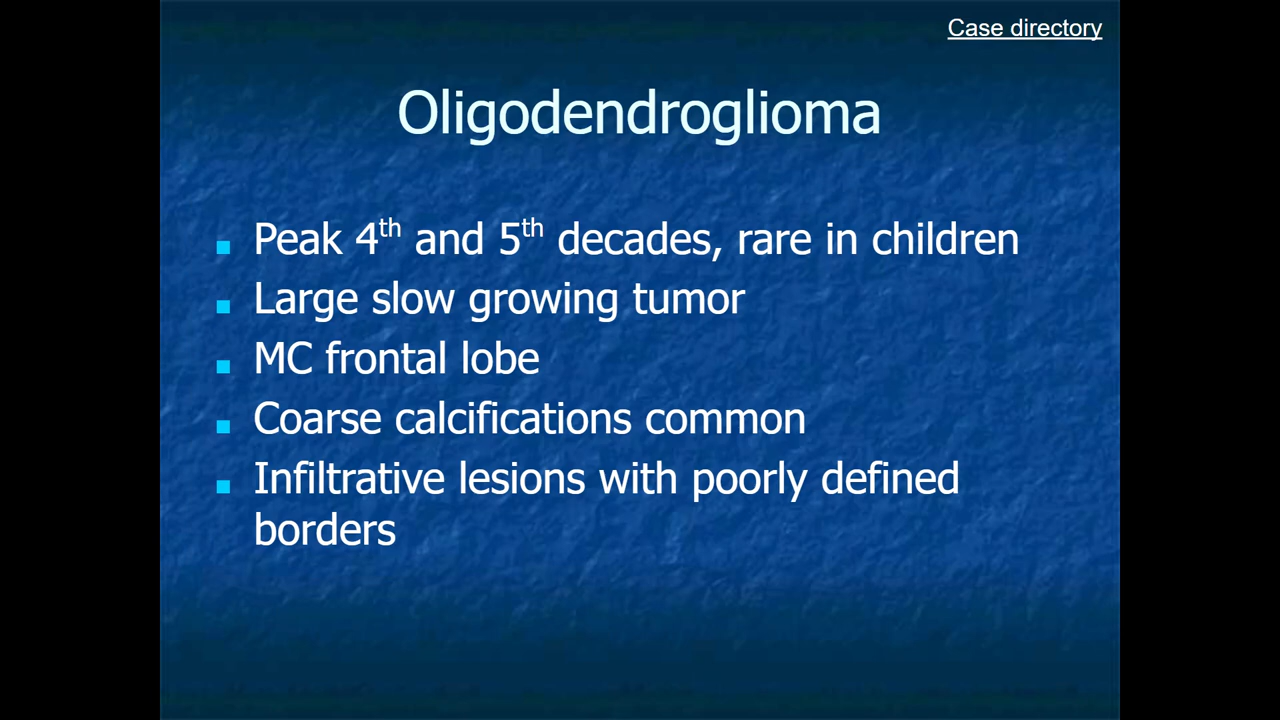 Case directory
Oligodendroglioma
Peak 4th and 5th decades, rare in children
Large slow growing tumor
MC frontal lobe
Coarse calcifications common
Infiltrative lesions with poorly defined
borders